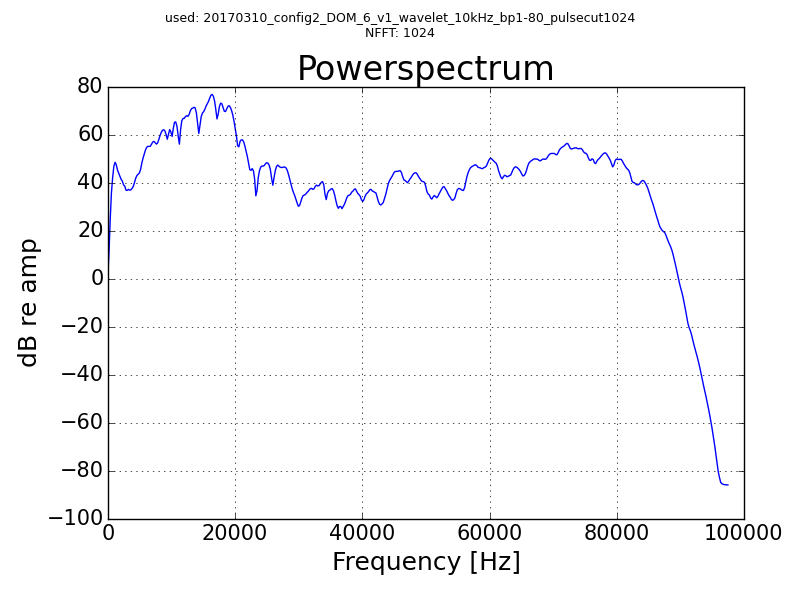 used: 20170310_config2_DOM_6_v1_wavelet_10kHz_bp1-80_pulsecut1024
NFFT: 1024
Powerspectrum
80
60
40
20
0
−20
−40
−60
−80
−100
dB re amp
0 20000 40000 60000 80000 100000
Frequency [Hz]